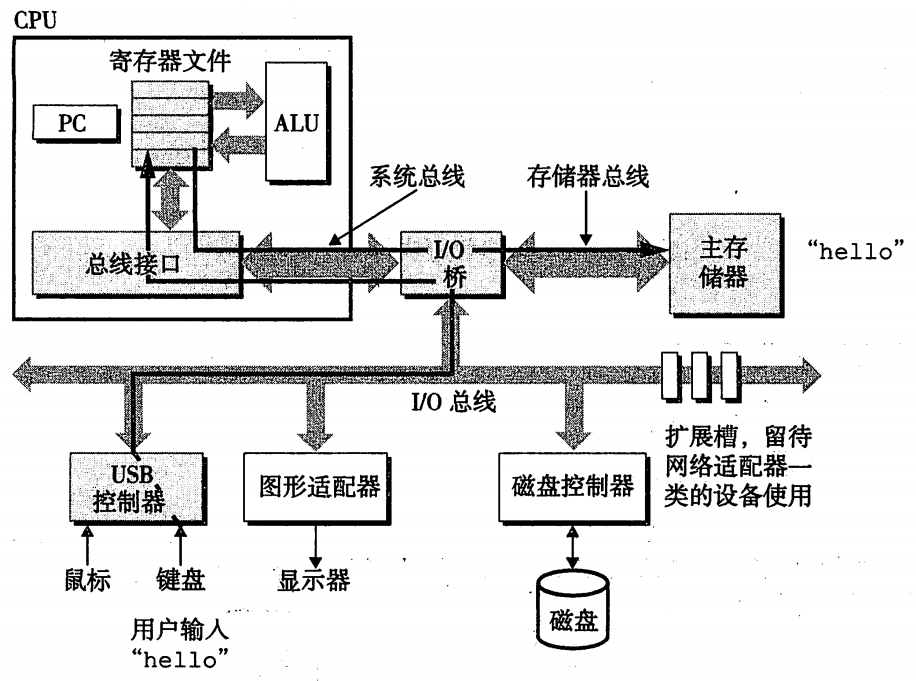 CPU
寄存器文件
PC
ALU
系统总线
存储器总线
总线接口
I/O
桥
主存
储器
“hello”
I/O 总线
扩展槽，留待
网络适配器一
类的设备使用
USB
控制器
图形适配器
磁盘控制器
鼠标
键盘
显示器
磁盘
用户输入
“hello”